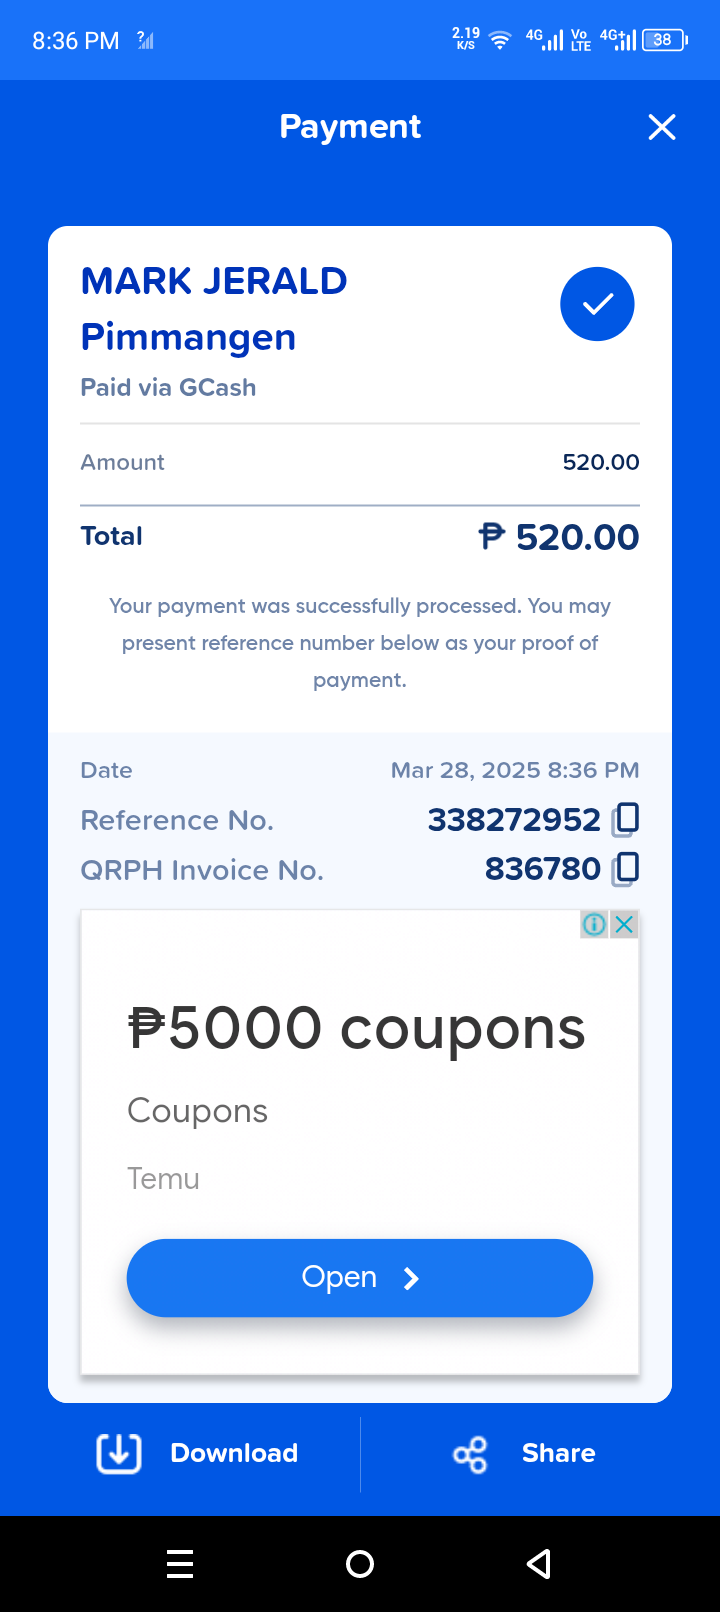 8:36 PM ? 2.19 K/S 4G Vo LTE 4G+ 38
Payment
MARK JERALD
Pimmangen
Paid via GCash
Amount 520.00
Total ₱ 520.00
Your payment was successfully processed. You may
present reference number below as your proof of
payment.
Date Mar 28, 2025 8:36 PM
Reference No. 338272952
QRPH Invoice No. 836780
₱5000 coupons
Coupons
Temu
Open
Download Share